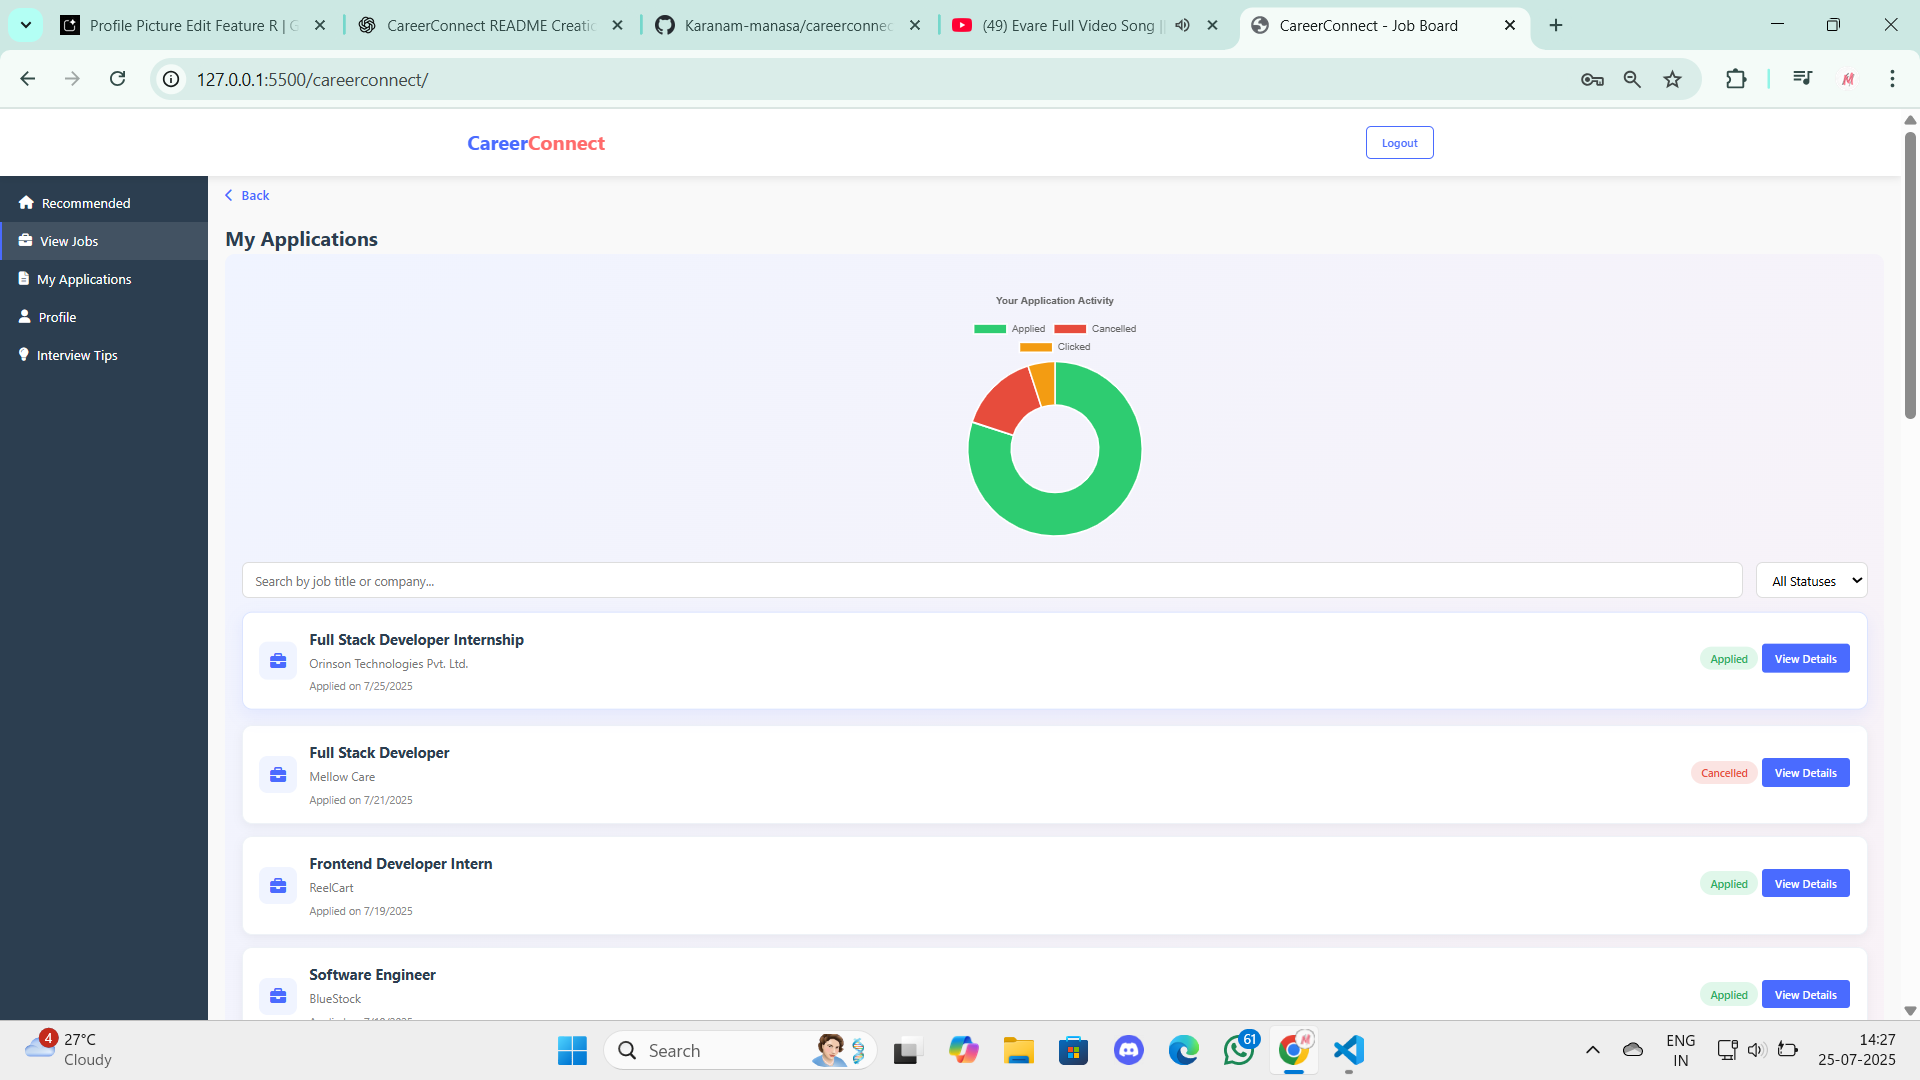 Profile Picture Edit Feature R | G
CareerConnect README Creatio
Karanam-manasa/careerconnec
(49) Evare Full Video Song ||
CareerConnect - Job Board
127.0.0.1:5500/careerconnect/
CareerConnect
Logout
Recommended
View Jobs
My Applications
Profile
Interview Tips
Back
My Applications
Your Application Activity
Applied Cancelled
Clicked
Search by job title or company...
All Statuses
Full Stack Developer Internship
Orinson Technologies Pvt. Ltd.
Applied on 7/25/2025
Applied View Details
Full Stack Developer
Mellow Care
Applied on 7/21/2025
Cancelled View Details
Frontend Developer Intern
ReelCart
Applied on 7/19/2025
Applied View Details
Software Engineer
BlueStock
Applied View Details
4
27°C
Cloudy
Search
61
ENG
IN
14:27
25-07-2025